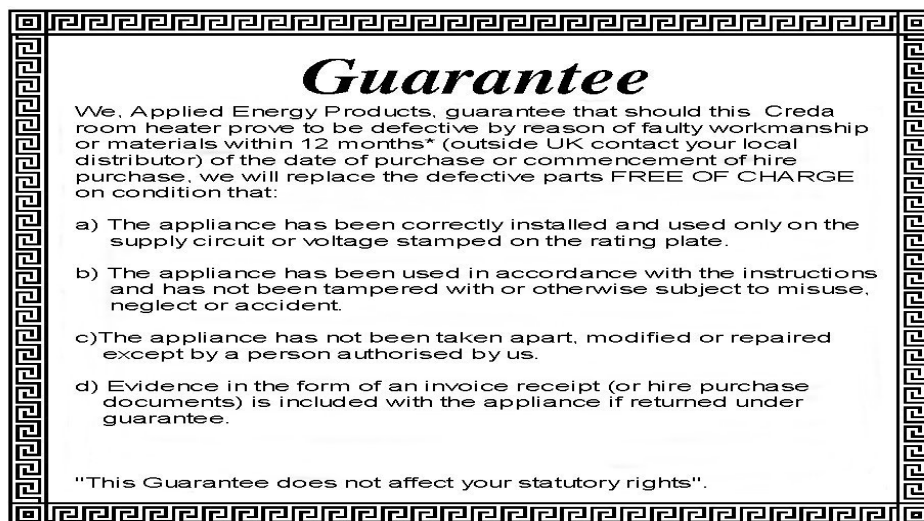 Guarantee
We, Applied Energy Products, guarantee that should this Creda
room heater prove to be defective by reason of faulty workmanship
or materials within 12 months* (outside UK contact your local
distributor) of the date of purchase or commencement of hire
purchase, we will replace the defective parts FREE OF CHARGE
on condition that:
a) The appliance has been correctly installed and used only on the
supply circuit or voltage stamped on the rating plate.
b) The appliance has been used in accordance with the instructions
and has not been tampered with or otherwise subject to misuse,
neglect or accident.
c)The appliance has not been taken apart, modified or repaired
except by a person authorised by us.
d) Evidence in the form of an invoice receipt (or hire purchase
documents) is included with the appliance if returned under
guarantee.
"This Guarantee does not affect your statutory rights".